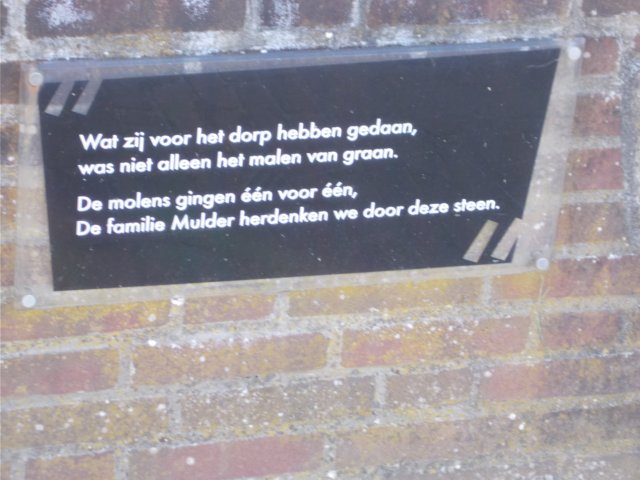 Wat zij voor het dorp hebben gedaan,
was niet alleen het malen van graan.
De molens gingen één voor één,
De familie Mulder herdenken we door deze steen.